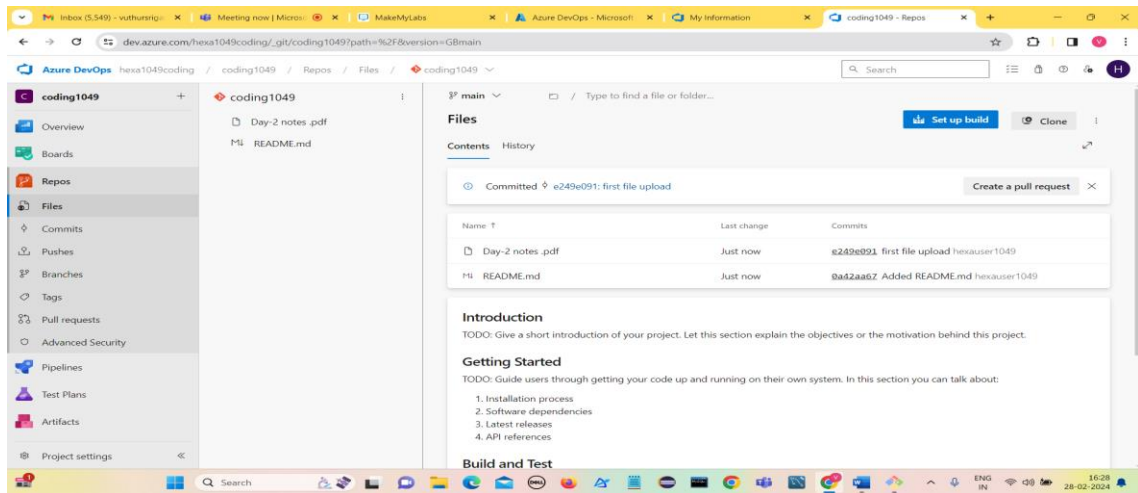 Inbox (5,549) - vuthursrigi
Meeting now | Micros
MakeMyLabs
Azure DevOps - Microsoft
My Information
coding1049 - Repos
dev.azure.com/hexa1049coding/_git/coding1049?path=%2F&version=GBmain
Azure DevOps hexa1049coding / coding1049 / Repos / Files / coding1049
Search
H
C coding1049 +
Overview
Boards
Repos
Files
Commits
Pushes
Branches
Tags
Pull requests
Advanced Security
Pipelines
Test Plans
Artifacts
Project settings
coding1049
Day-2 notes .pdf
M↓ README.md
main / Type to find a file or folder...
Files
Set up build
Clone
Contents History
Committed e249e091: first file upload
Create a pull request
Name ↑ Last change Commits
Day-2 notes .pdf Just now e249e091 first file upload hexauser1049
M↓ README.md Just now 0a42aa67 Added README.md hexauser1049
Introduction
TODO: Give a short introduction of your project. Let this section explain the objectives or the motivation behind this project.
Getting Started
TODO: Guide users through getting your code up and running on their own system. In this section you can talk about:
1. Installation process
2. Software dependencies
3. Latest releases
4. API references
Build and Test
Search
ENG
IN
16:28
28-02-2024